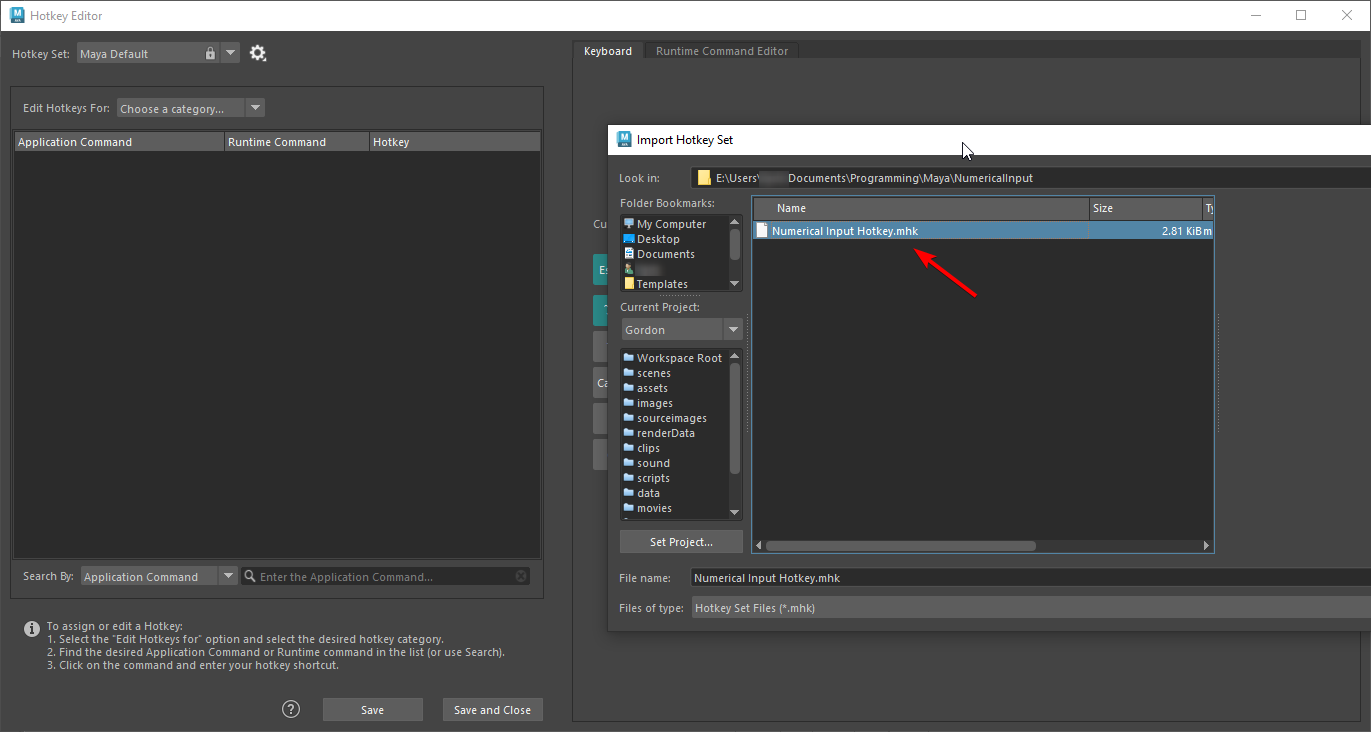 Hotkey Editor
Hotkey Set: Maya Default
Edit Hotkeys For: Choose a category...
Application Command Runtime Command Hotkey
Search By: Application Command Enter the Application Command...
To assign or edit a Hotkey:
1. Select the "Edit Hotkeys for" option and select the desired hotkey category.
2. Find the desired Application Command or Runtime command in the list (or use Search).
3. Click on the command and enter your hotkey shortcut.
Save Save and Close
Keyboard Runtime Command Editor
Cu
Es
Ca
Import Hotkey Set
Look in: E:\Users\ Documents\Programming\Maya\NumericalInput
Folder Bookmarks:
My Computer
Desktop
Documents
Templates
Current Project:
Gordon
Workspace Root
scenes
assets
images
sourceimages
renderData
clips
sound
scripts
data
movies
Set Project...
Name Size Ty
Numerical Input Hotkey.mhk 2.81 KiB m
File name: Numerical Input Hotkey.mhk
Files of type: Hotkey Set Files (*.mhk)